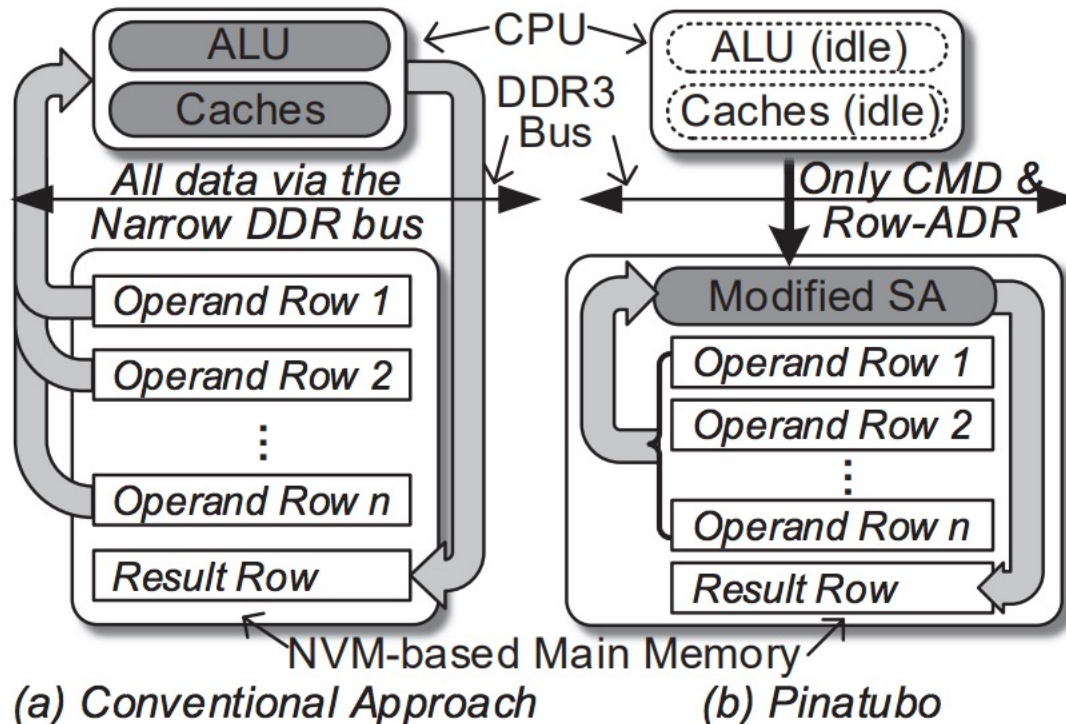 ALU
Caches
CPU
DDR3
Bus
ALU (idle)
Caches (idle)
All data via the
Narrow DDR bus
Only CMD &
Row-ADR
Operand Row 1
Operand Row 2
⋮
Operand Row n
Result Row
Modified SA
Operand Row 1
Operand Row 2
⋮
Operand Row n
Result Row
NVM-based Main Memory
(a) Conventional Approach
(b) Pinatubo